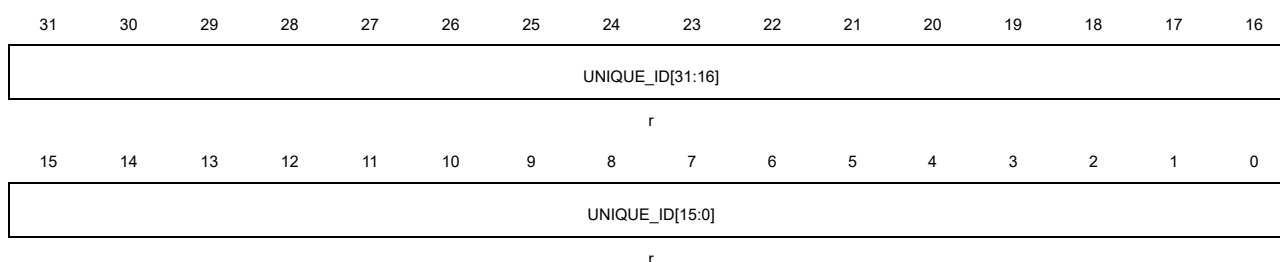 31 30 29 28 27 26 25 24 23 22 21 20 19 18 17 16
UNIQUE_ID[31:16]
r
15 14 13 12 11 10 9 8 7 6 5 4 3 2 1 0
UNIQUE_ID[15:0]
r